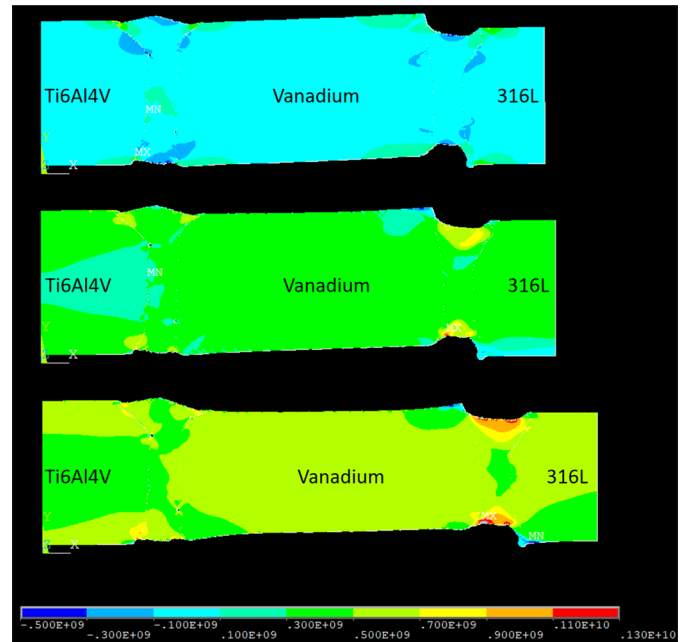 Ti6Al4V Vanadium 316L
MN
MX
Y
X
Ti6Al4V Vanadium 316L
MN
MX
Y
X
Ti6Al4V Vanadium 316L
MX
MN
Y
X
-.500E+09 -.100E+09 .300E+09 .700E+09 .110E+10
-.300E+09 .100E+09 .500E+09 .900E+09 .130E+10